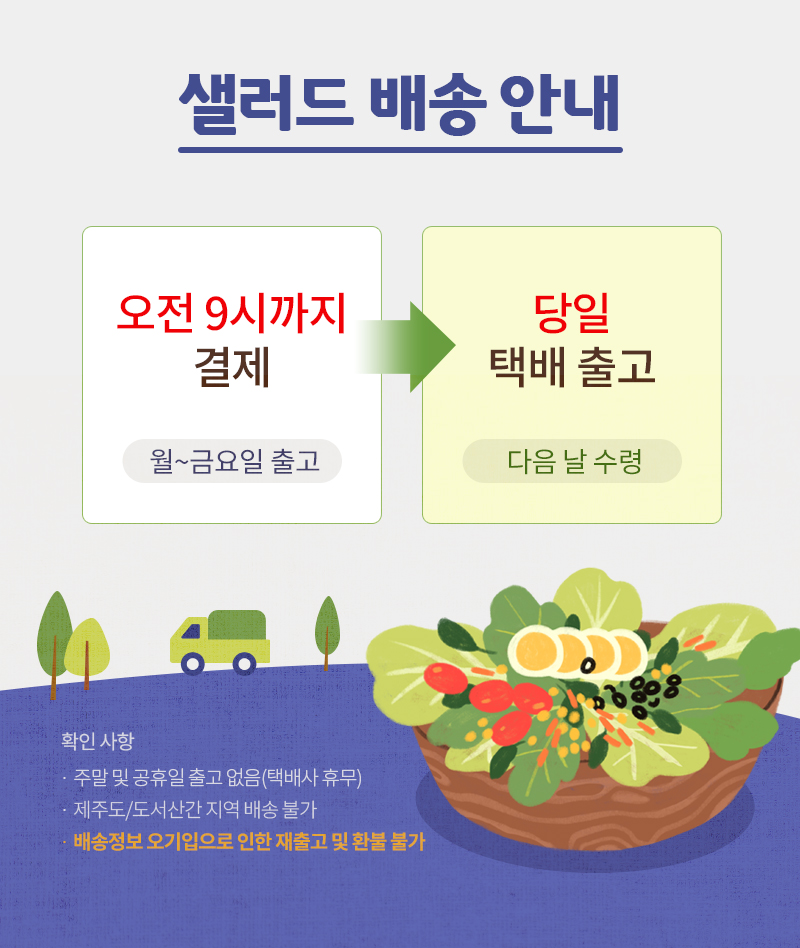 샐러드 배송 안내
오전 9시까지
결제
월~금요일 출고
당일
택배 출고
다음 날 수령
확인 사항
· 주말 및 공휴일 출고 없음(택배사 휴무)
· 제주도/도서산간 지역 배송 불가
· 배송정보 오기입으로 인한 재출고 및 환불 불가